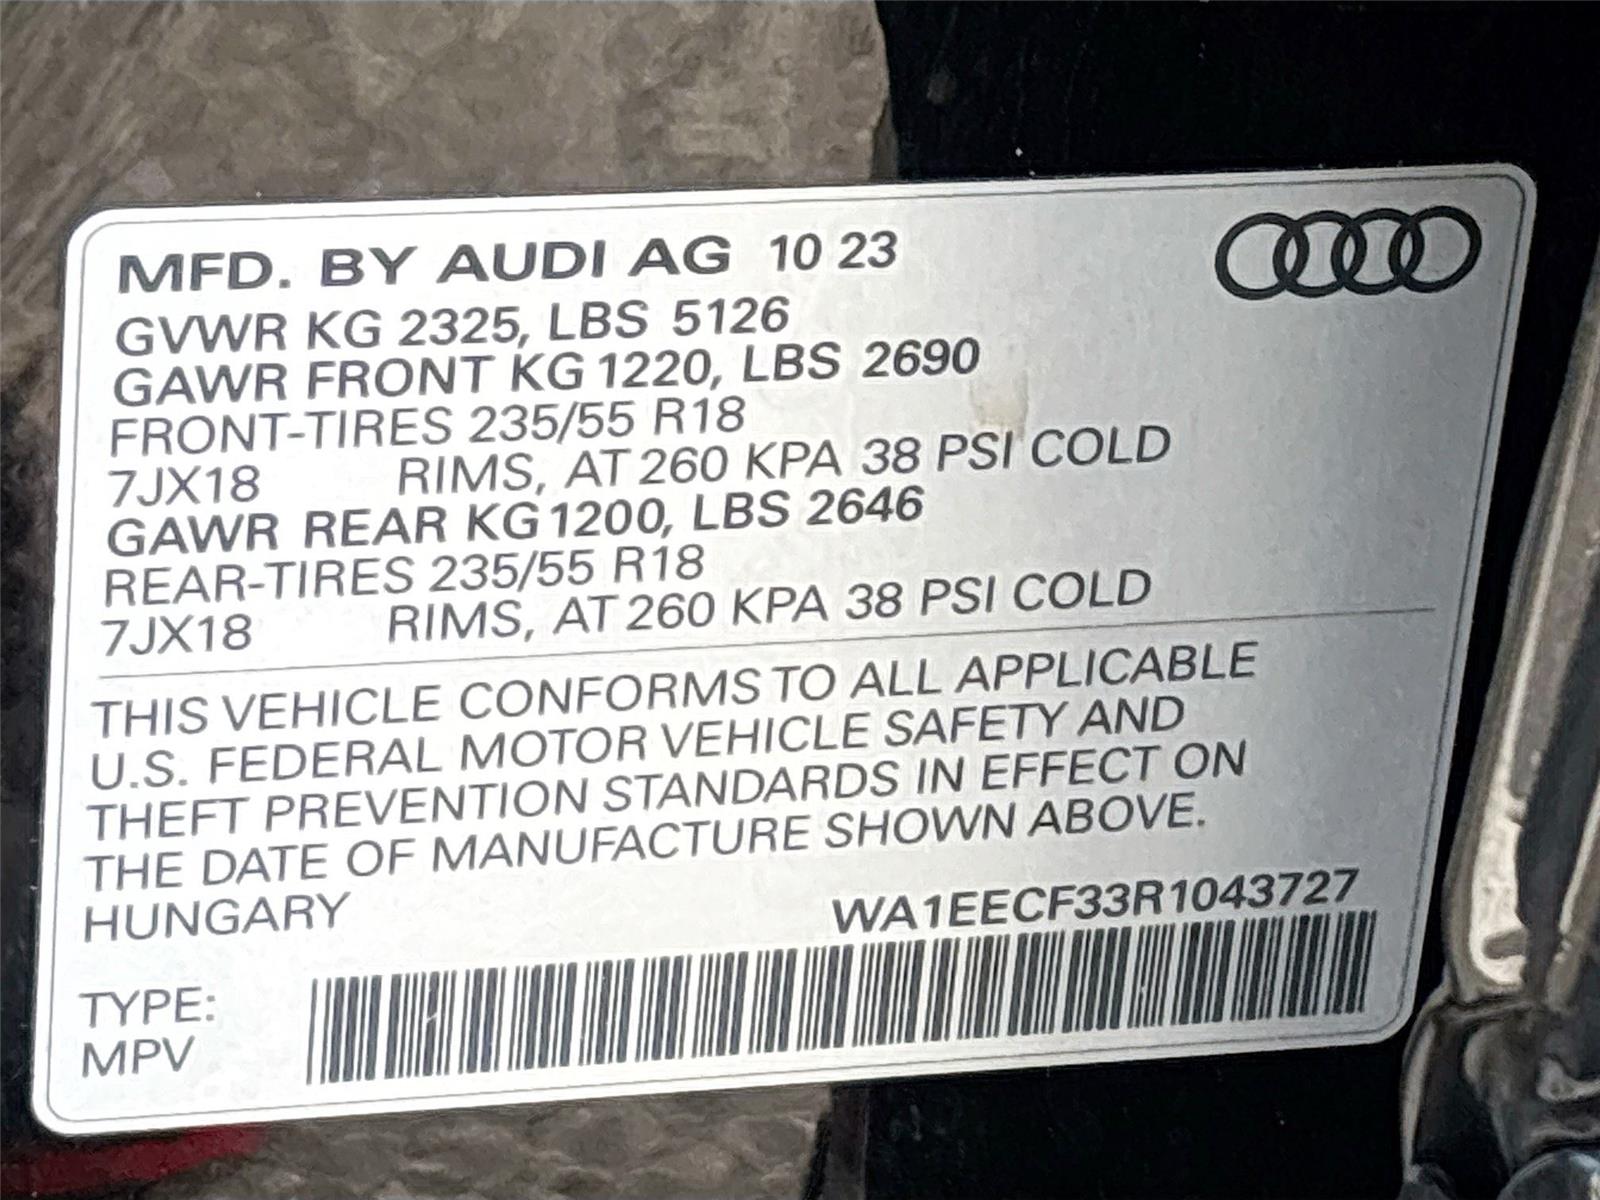 MFD. BY AUDI AG 10 23
GVWR KG 2325, LBS 5126
GAWR FRONT KG 1220, LBS 2690
FRONT-TIRES 235/55 R18
7JX18 RIMS, AT 260 KPA 38 PSI COLD
GAWR REAR KG 1200, LBS 2646
REAR-TIRES 235/55 R18
7JX18 RIMS, AT 260 KPA 38 PSI COLD
THIS VEHICLE CONFORMS TO ALL APPLICABLE
U.S. FEDERAL MOTOR VEHICLE SAFETY AND
THEFT PREVENTION STANDARDS IN EFFECT ON
THE DATE OF MANUFACTURE SHOWN ABOVE.
HUNGARY WA1EECF33R1043727
TYPE:
MPV